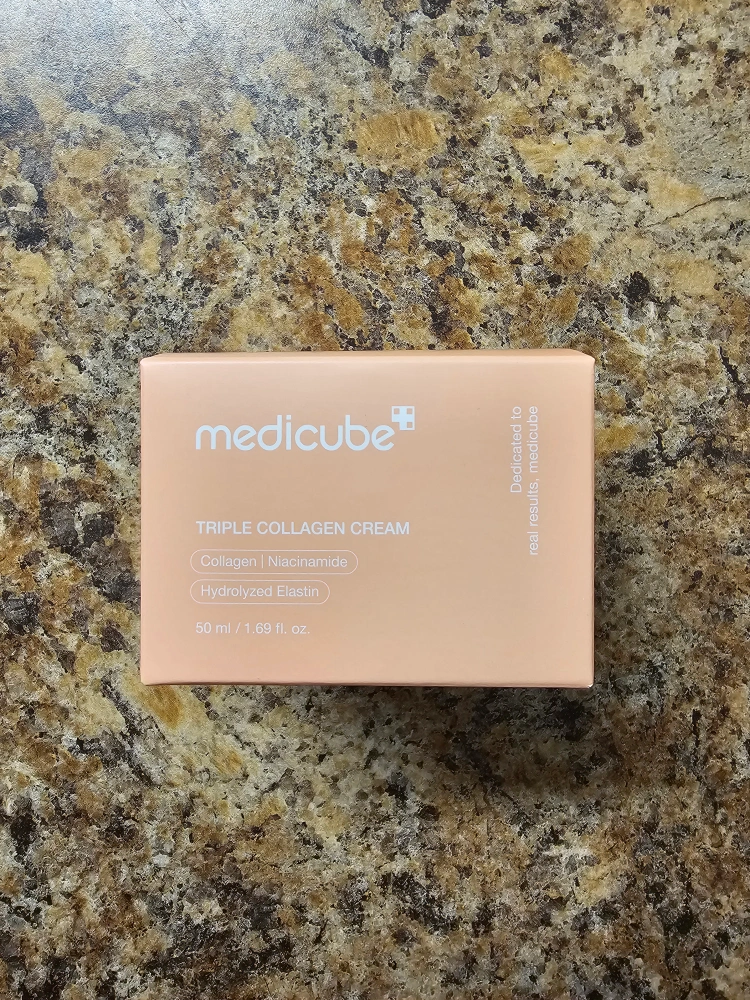 medicube
TRIPLE COLLAGEN CREAM
Collagen | Niacinamide
Hydrolyzed Elastin
50 ml / 1.69 fl. oz.
Dedicated to
real results, medicube